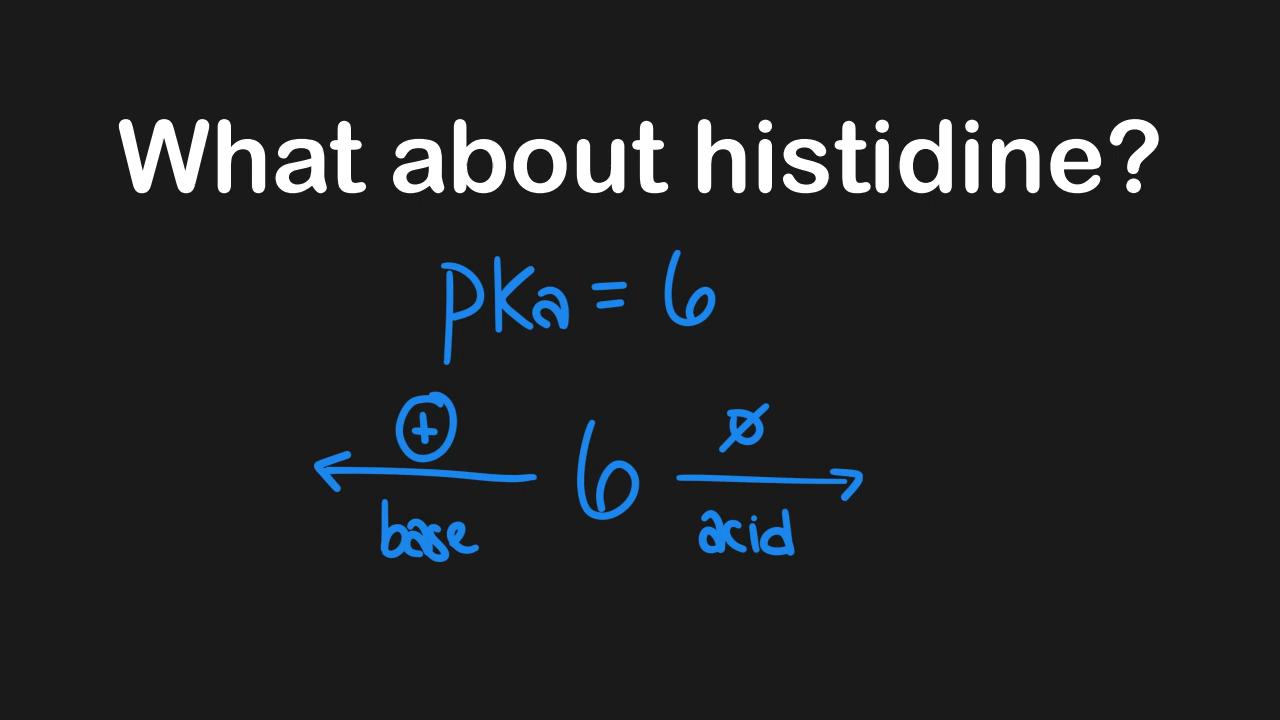 What about histidine?
pKa = 6
⊕ 6 ∅
base acid